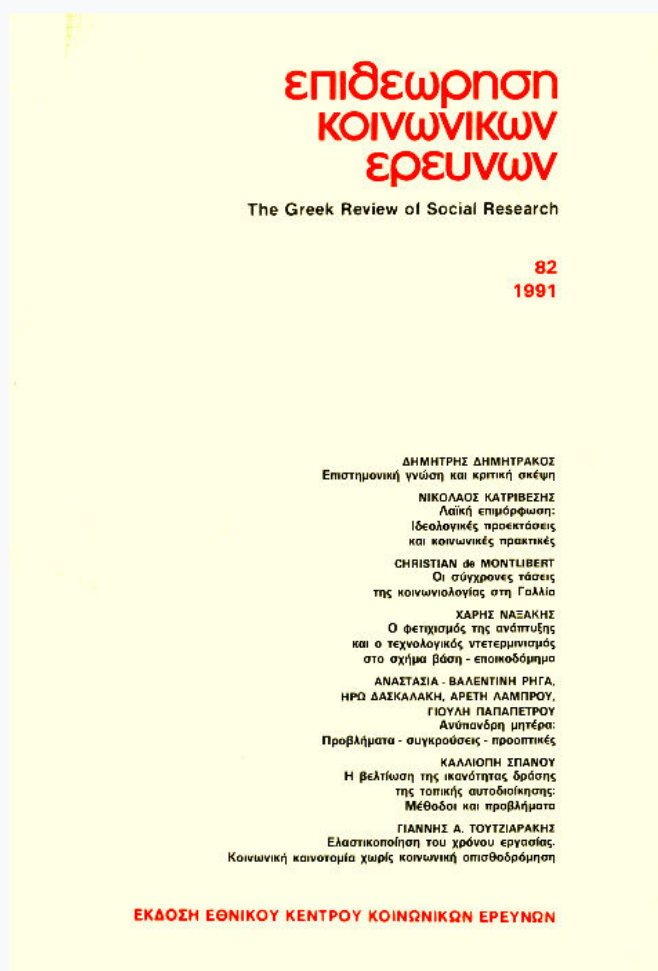 επιθεωρηση
κοινωνικων
ερευνων
The Greek Review of Social Research
82
1991
ΔΗΜΗΤΡΗΣ ΔΗΜΗΤΡΑΚΟΣ
Επιστημονική γνώση και κριτική σκέψη
ΝΙΚΟΛΑΟΣ ΚΑΤΡΙΒΕΣΗΣ
Λαϊκή επιμόρφωση:
Ιδεολογικές προεκτάσεις
και κοινωνικές πρακτικές
CHRISTIAN de MONTLIBERT
Οι σύγχρονες τάσεις
της κοινωνιολογίας στη Γαλλία
ΧΑΡΗΣ ΝΑΞΑΚΗΣ
Ο φετιχισμός της ανάπτυξης
και ο τεχνολογικός ντετερμινισμός
στο σχήμα βάση - εποικοδόμημα
ΑΝΑΣΤΑΣΙΑ - ΒΑΛΕΝΤΙΝΗ ΡΗΓΑ,
ΗΡΩ ΔΑΣΚΑΛΑΚΗ, ΑΡΕΤΗ ΛΑΜΠΡΟΥ,
ΓΙΟΥΛΗ ΠΑΠΑΠΕΤΡΟΥ
Ανύπανδρη μητέρα:
Προβλήματα - συγκρούσεις - προοπτικές
ΚΑΛΛΙΟΠΗ ΣΠΑΝΟΥ
Η βελτίωση της ικανότητας δράσης
της τοπικής αυτοδιοίκησης:
Μέθοδοι και προβλήματα
ΓΙΑΝΝΗΣ Α. ΤΟΥΤΖΙΑΡΑΚΗΣ
Ελαστικοποίηση του χρόνου εργασίας.
Κοινωνική καινοτομία χωρίς κοινωνική οπισθοδρόμηση
ΕΚΔΟΣΗ ΕΘΝΙΚΟΥ ΚΕΝΤΡΟΥ ΚΟΙΝΩΝΙΚΩΝ ΕΡΕΥΝΩΝ